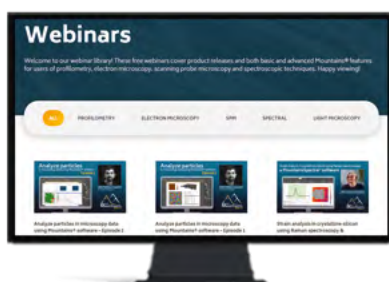 Webinars
Welcome to our webinar library! These free webinars cover product releases and both basic and advanced Mountains® features
for users of profilometry, electron microscopy, scanning probe microscopy and spectroscopic techniques. Happy viewing!
ALL PROFILOMETRY ELECTRON MICROSCOPY SPM SPECTRAL LIGHT MICROSCOPY
Analyze particles
Analyze particles
Analyze particles in microscopy data
using Mountains® software - Episode 2
Analyze particles in microscopy data
using Mountains® software - Episode 1
Strain analysis in crystalline silicon
using Raman spectroscopy &